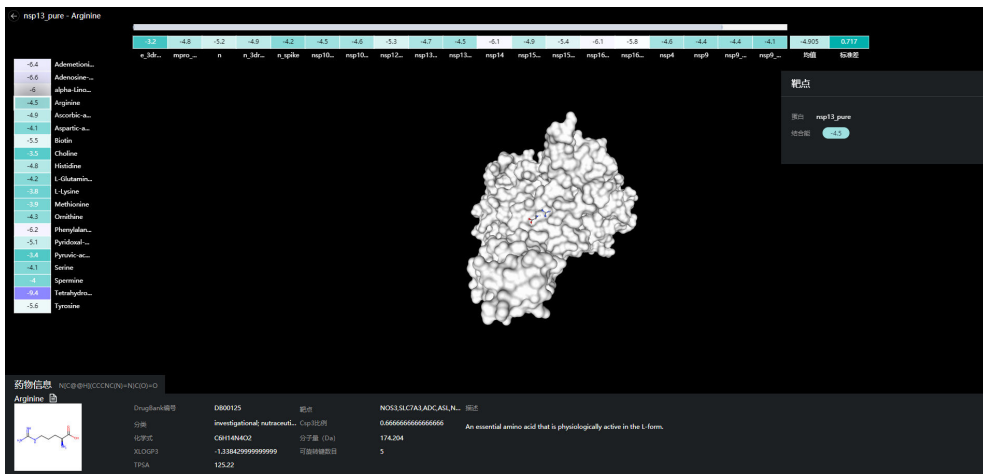 nsp13_pure - Arginine
-3.2 -4.8 -5.2 -4.9 -4.2 -4.5 -4.6 -5.3 -4.7 -4.5 -6.1 -4.9 -5.4 -6.1 -5.8 -4.6 -4.4 -4.4 -4.1 -4.905 0.717
e_3dr... mpro_... n n_3dr... n_spike nsp10... nsp10... nsp12... nsp13... nsp13... nsp14 nsp15... nsp15... nsp16... nsp16... nsp4 nsp9 nsp9_... nsp9_... 均值 标准差
-6.4 Ademetioni...
-6.6 Adenosine-...
-6 alpha-Lino...
-4.5 Arginine
-4.9 Ascorbic-a...
-4.1 Aspartic-a...
-5.5 Biotin
-3.5 Choline
-4.8 Histidine
-4.2 L-Glutamin...
-3.8 L-Lysine
-3.9 Methionine
-4.3 Ornithine
-6.2 Phenylalan...
-5.1 Pyridoxal-...
-3.4 Pyruvic-ac...
-4.1 Serine
-4 Spermine
-9.4 Tetrahydro...
-5.6 Tyrosine
靶点
蛋白 nsp13_pure
结合能 -4.5
药物信息 N[C@@H](CCCNC(N)=N)C(O)=O
Arginine
DrugBank编号 DB00125 靶点 NOS3,SLC7A3,ADC,ASL,N... 描述
分类 investigational; nutraceuti... Csp3比例 0.6666666666666666 An essential amino acid that is physiologically active in the L-form.
化学式 C6H14N4O2 分子量 (Da) 174.204
XLOGP3 -1.338429999999999 可旋转键数目 5
TPSA 125.22